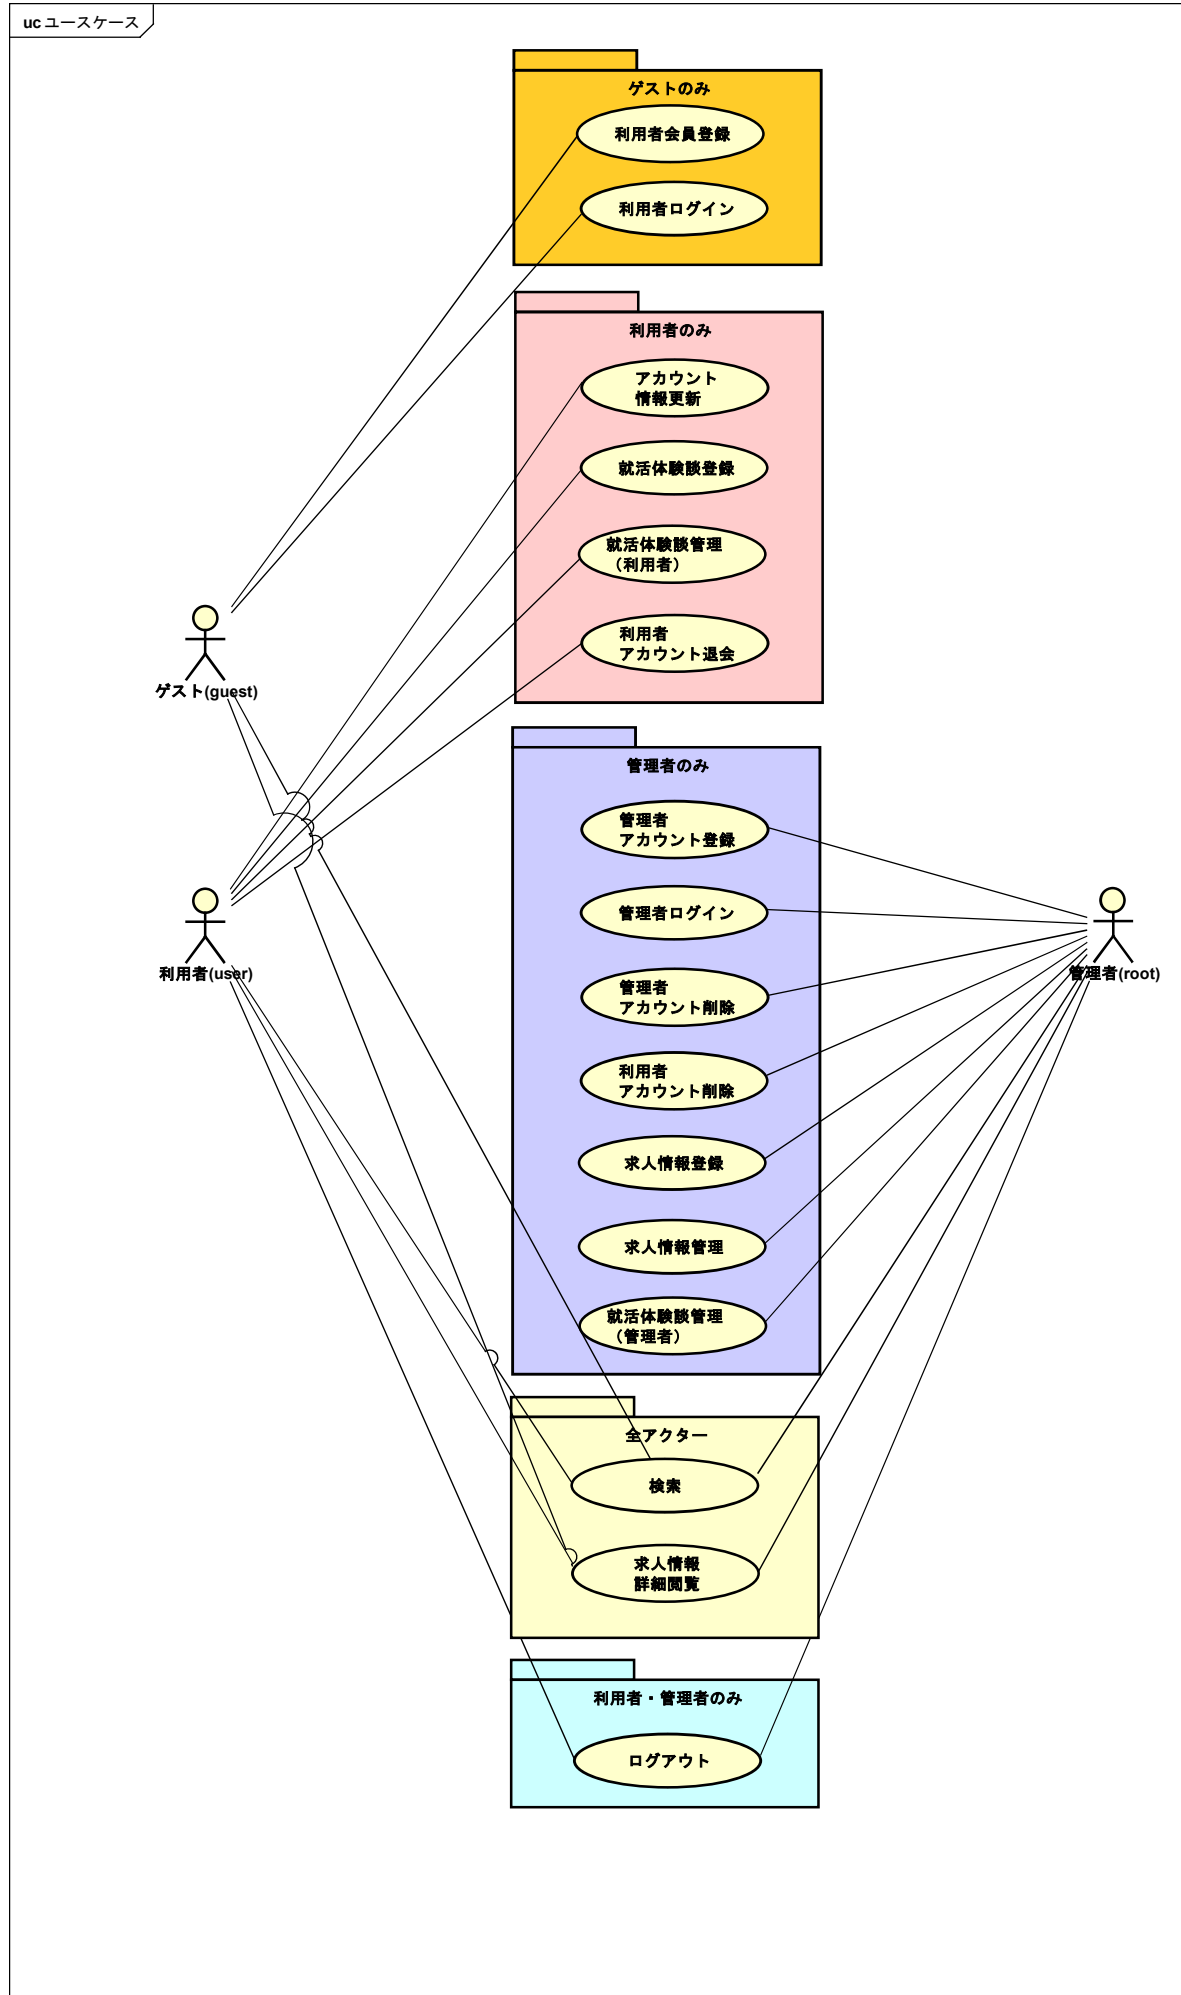 uc ユースケース
ゲストのみ
利用者会員登録
利用者ログイン
利用者のみ
アカウント
情報更新
就活体験談登録
就活体験談管理
（利用者）
利用者
アカウント退会
ゲスト(guest)
管理者のみ
管理者
アカウント登録
管理者ログイン
管理者
アカウント削除
利用者
アカウント削除
求人情報登録
求人情報管理
就活体験談管理
（管理者）
利用者(user)
管理者(root)
全アクター
検索
求人情報
詳細閲覧
利用者・管理者のみ
ログアウト